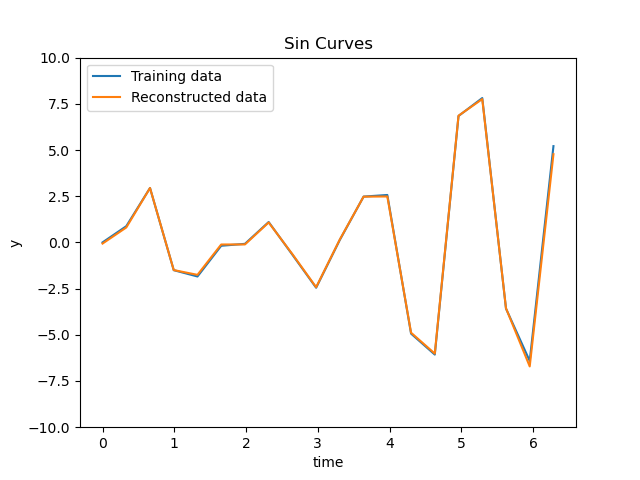 Sin Curves
Training data
Reconstructed data
10.0
7.5
5.0
2.5
0.0
−2.5
−5.0
−7.5
−10.0
y
0 1 2 3 4 5 6
time